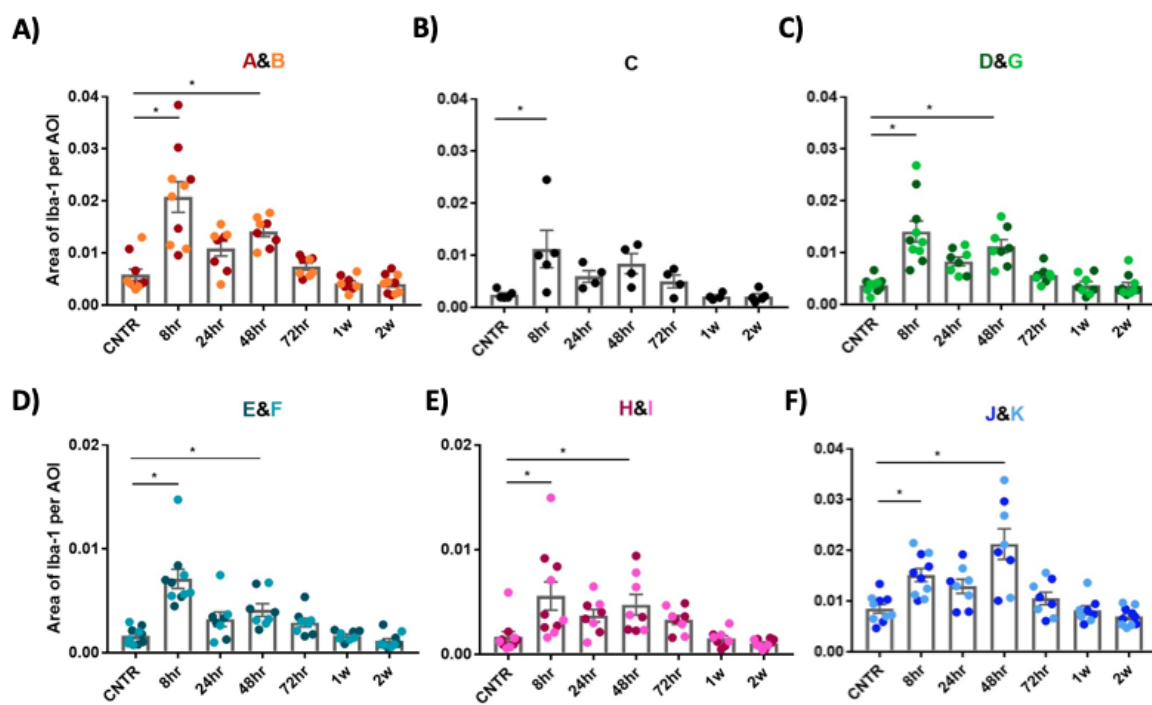 A)
A&B
*
*
Area of Iba-1 per AOI
0.04
0.03
0.02
0.01
0.00
CNTR 8hr 24hr 48hr 72hr 1w 2w
B)
C
*
0.04
0.03
0.02
0.01
0.00
CNTR 8hr 24hr 48hr 72hr 1w 2w
C)
D&G
*
*
0.04
0.03
0.02
0.01
0.00
CNTR 8hr 24hr 48hr 72hr 1w 2w
D)
E&F
*
*
Area of Iba-1 per AOI
0.02
0.01
0.00
CNTR 8hr 24hr 48hr 72hr 1w 2w
E)
H&I
*
*
0.02
0.01
0.00
CNTR 8hr 24hr 48hr 72hr 1w 2w
F)
J&K
*
*
0.04
0.03
0.02
0.01
0.00
CNTR 8hr 24hr 48hr 72hr 1w 2w